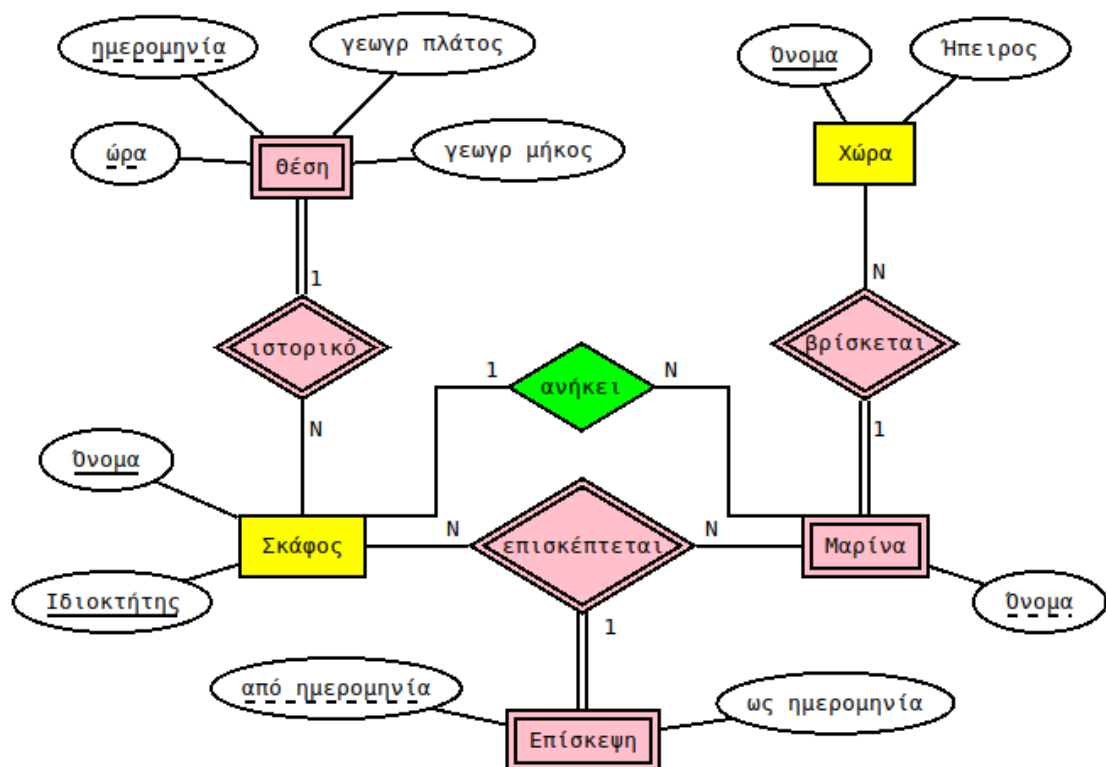 ημερομηνία
γεωγρ πλάτος
Όνομα
Ήπειρος
ώρα
Θέση
γεωγρ μήκος
Χώρα
1
N
ιστορικό
βρίσκεται
1
ανήκει
N
N
1
Όνομα
Σκάφος
N
επισκέπτεται
N
Μαρίνα
Ιδιοκτήτης
Όνομα
1
από ημερομηνία
ως ημερομηνία
Επίσκεψη